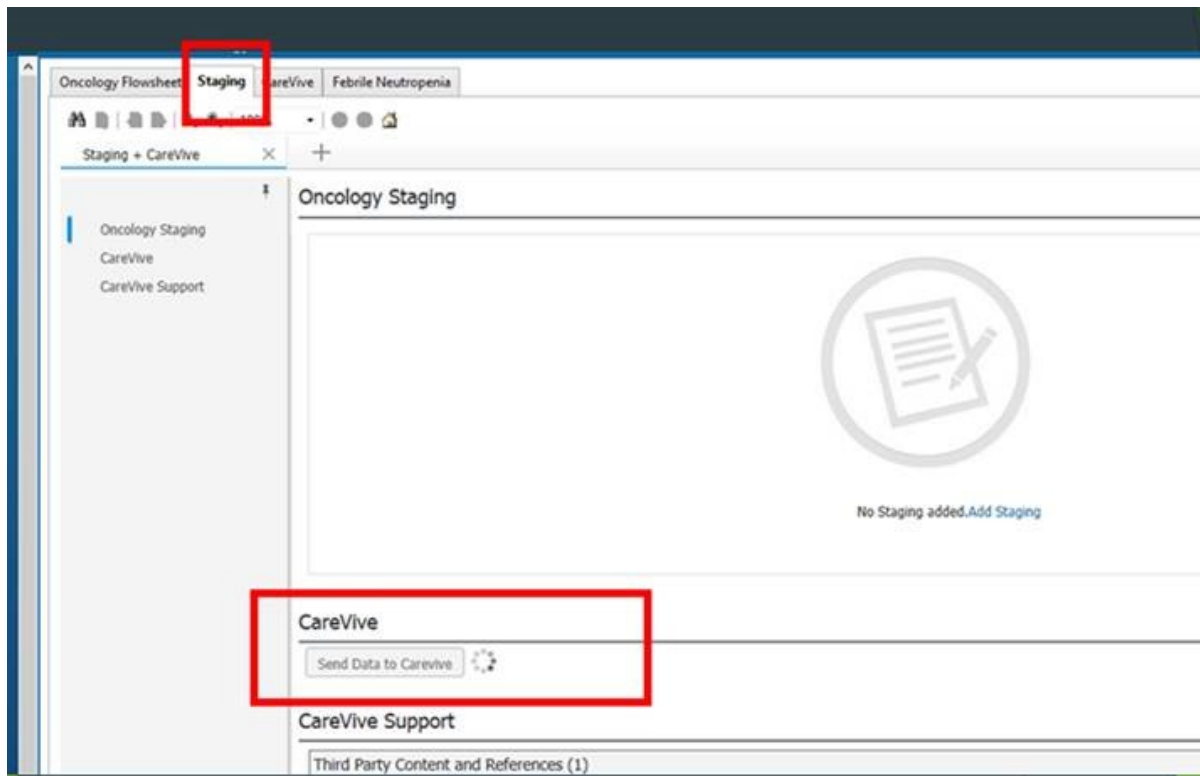 Oncology Flowsheet Staging CareVive Febrile Neutropenia
Staging + CareVive
Oncology Staging
Oncology Staging
CareVive
CareVive Support
No Staging added.Add Staging
CareVive
Send Data to Carevive
CareVive Support
Third Party Content and References (1)